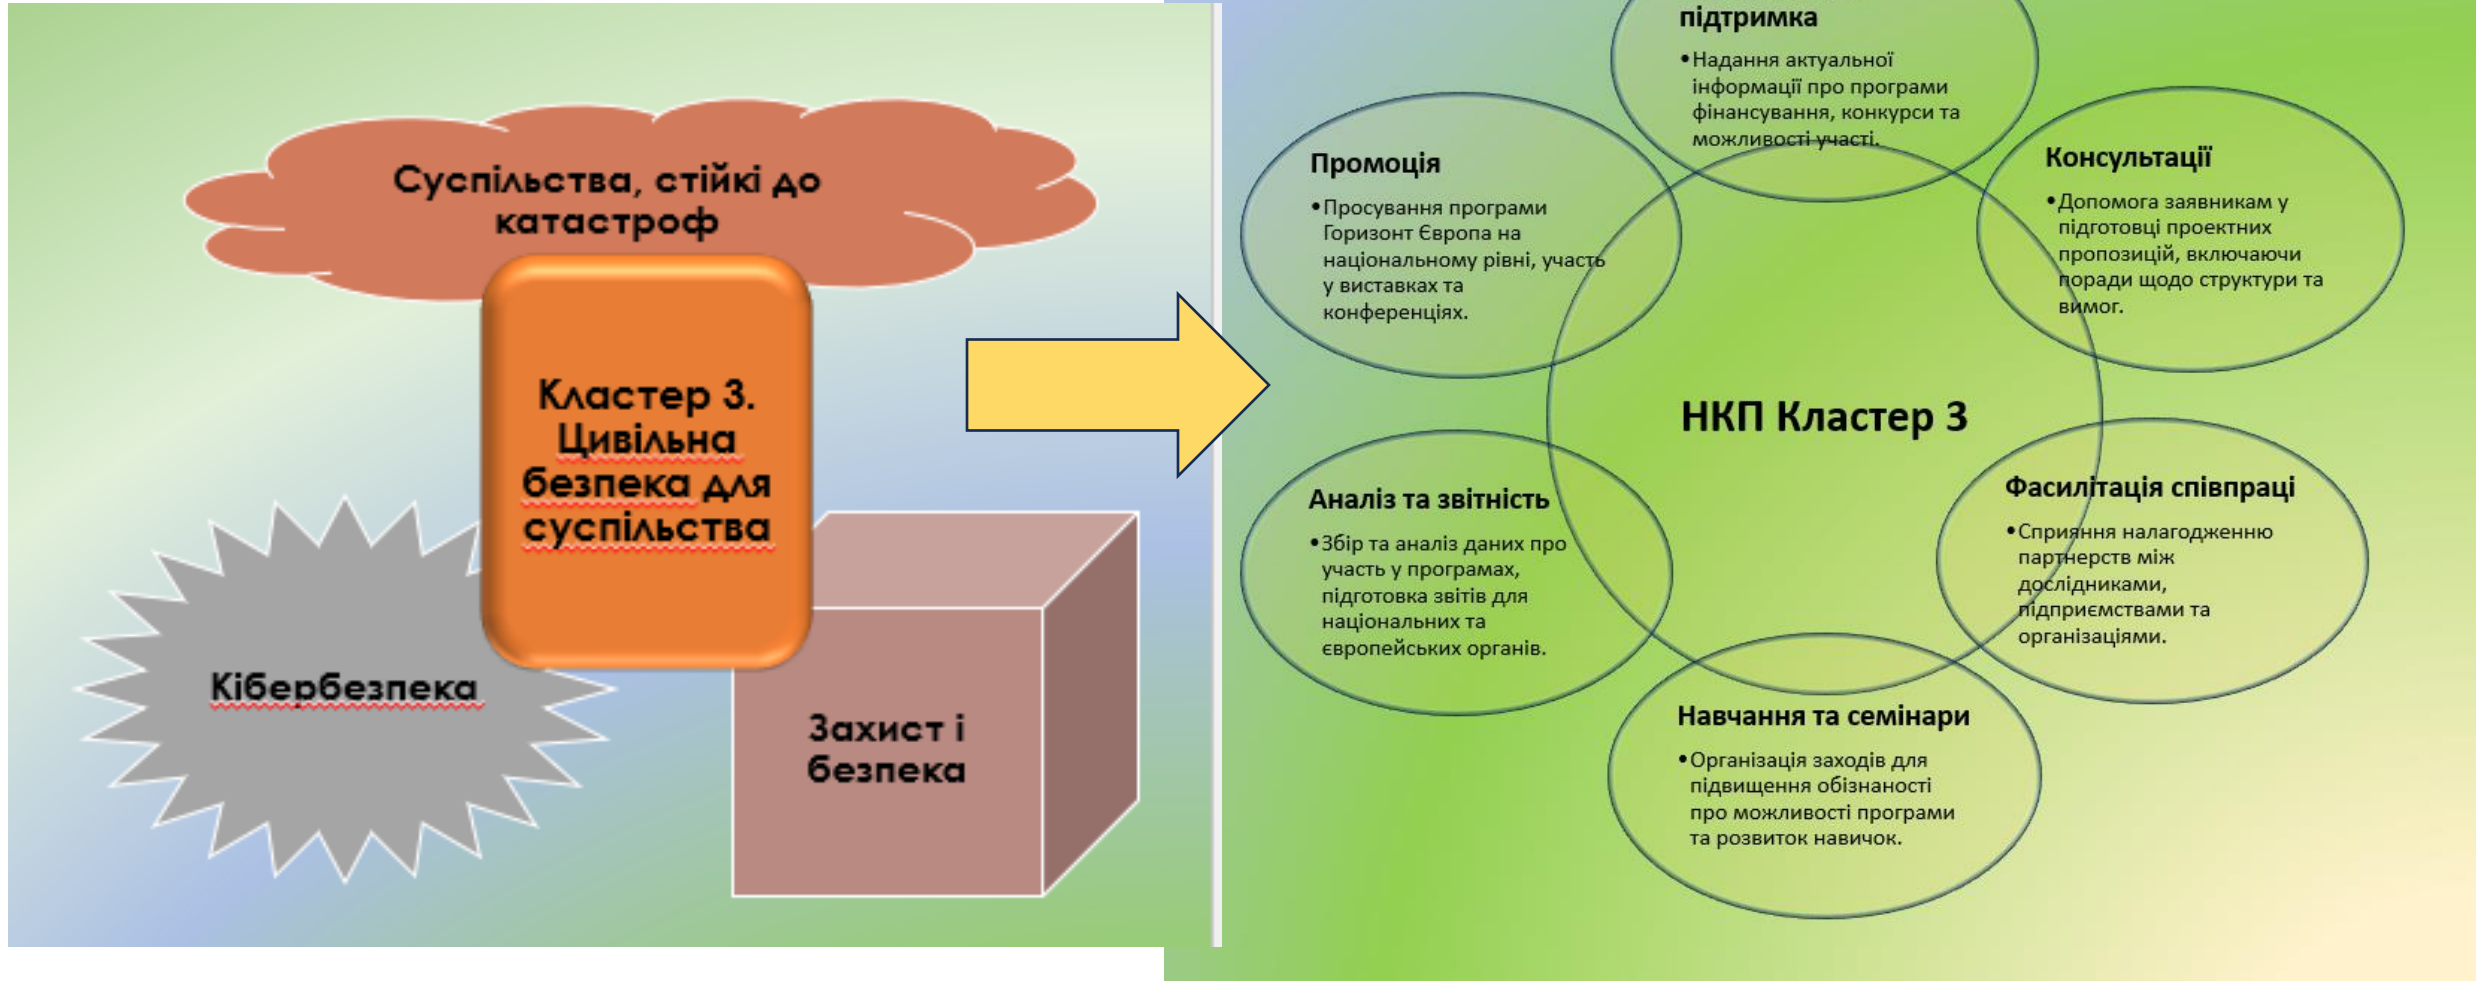 Суспільства, стійкі до
катастроф
Кластер 3.
Цивільна
безпека для
суспільства
Кібербезпека
Захист і
безпека
підтримка
•Надання актуальної
інформації про програми
фінансування, конкурси та
можливості участі.
Консультації
•Допомога заявникам у
підготовці проектних
пропозицій, включаючи
поради щодо структури та
вимог.
Фасилітація співпраці
•Сприяння налагодженню
партнерств між
дослідниками,
підприємствами та
організаціями.
Навчання та семінари
•Організація заходів для
підвищення обізнаності
про можливості програми
та розвиток навичок.
Аналіз та звітність
•Збір та аналіз даних про
участь у програмах,
підготовка звітів для
національних та
європейських органів.
Промоція
•Просування програми
Горизонт Європа на
національному рівні, участь
у виставках та
конференціях.
НКП Кластер 3